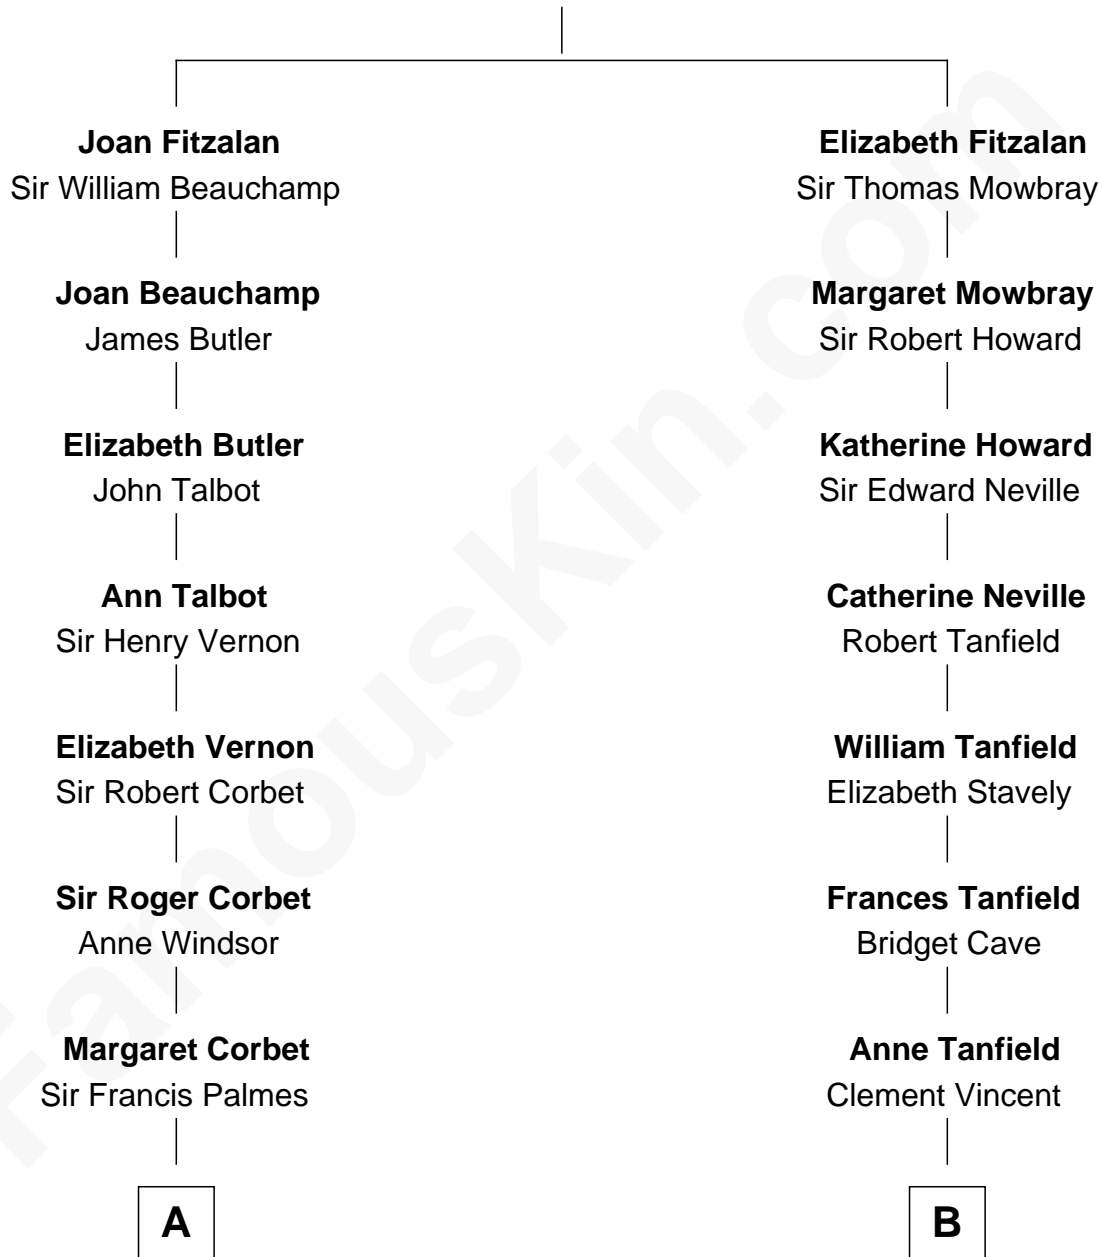 Joan Fitzalan
Sir William Beauchamp
Joan Beauchamp
James Butler
Elizabeth Butler
John Talbot
Ann Talbot
Sir Henry Vernon
Elizabeth Vernon
Sir Robert Corbet
Sir Roger Corbet
Anne Windsor
Margaret Corbet
Sir Francis Palmes
A
Elizabeth Fitzalan
Sir Thomas Mowbray
Margaret Mowbray
Sir Robert Howard
Katherine Howard
Sir Edward Neville
Catherine Neville
Robert Tanfield
William Tanfield
Elizabeth Stavely
Frances Tanfield
Bridget Cave
Anne Tanfield
Clement Vincent
B
FamousKin.com